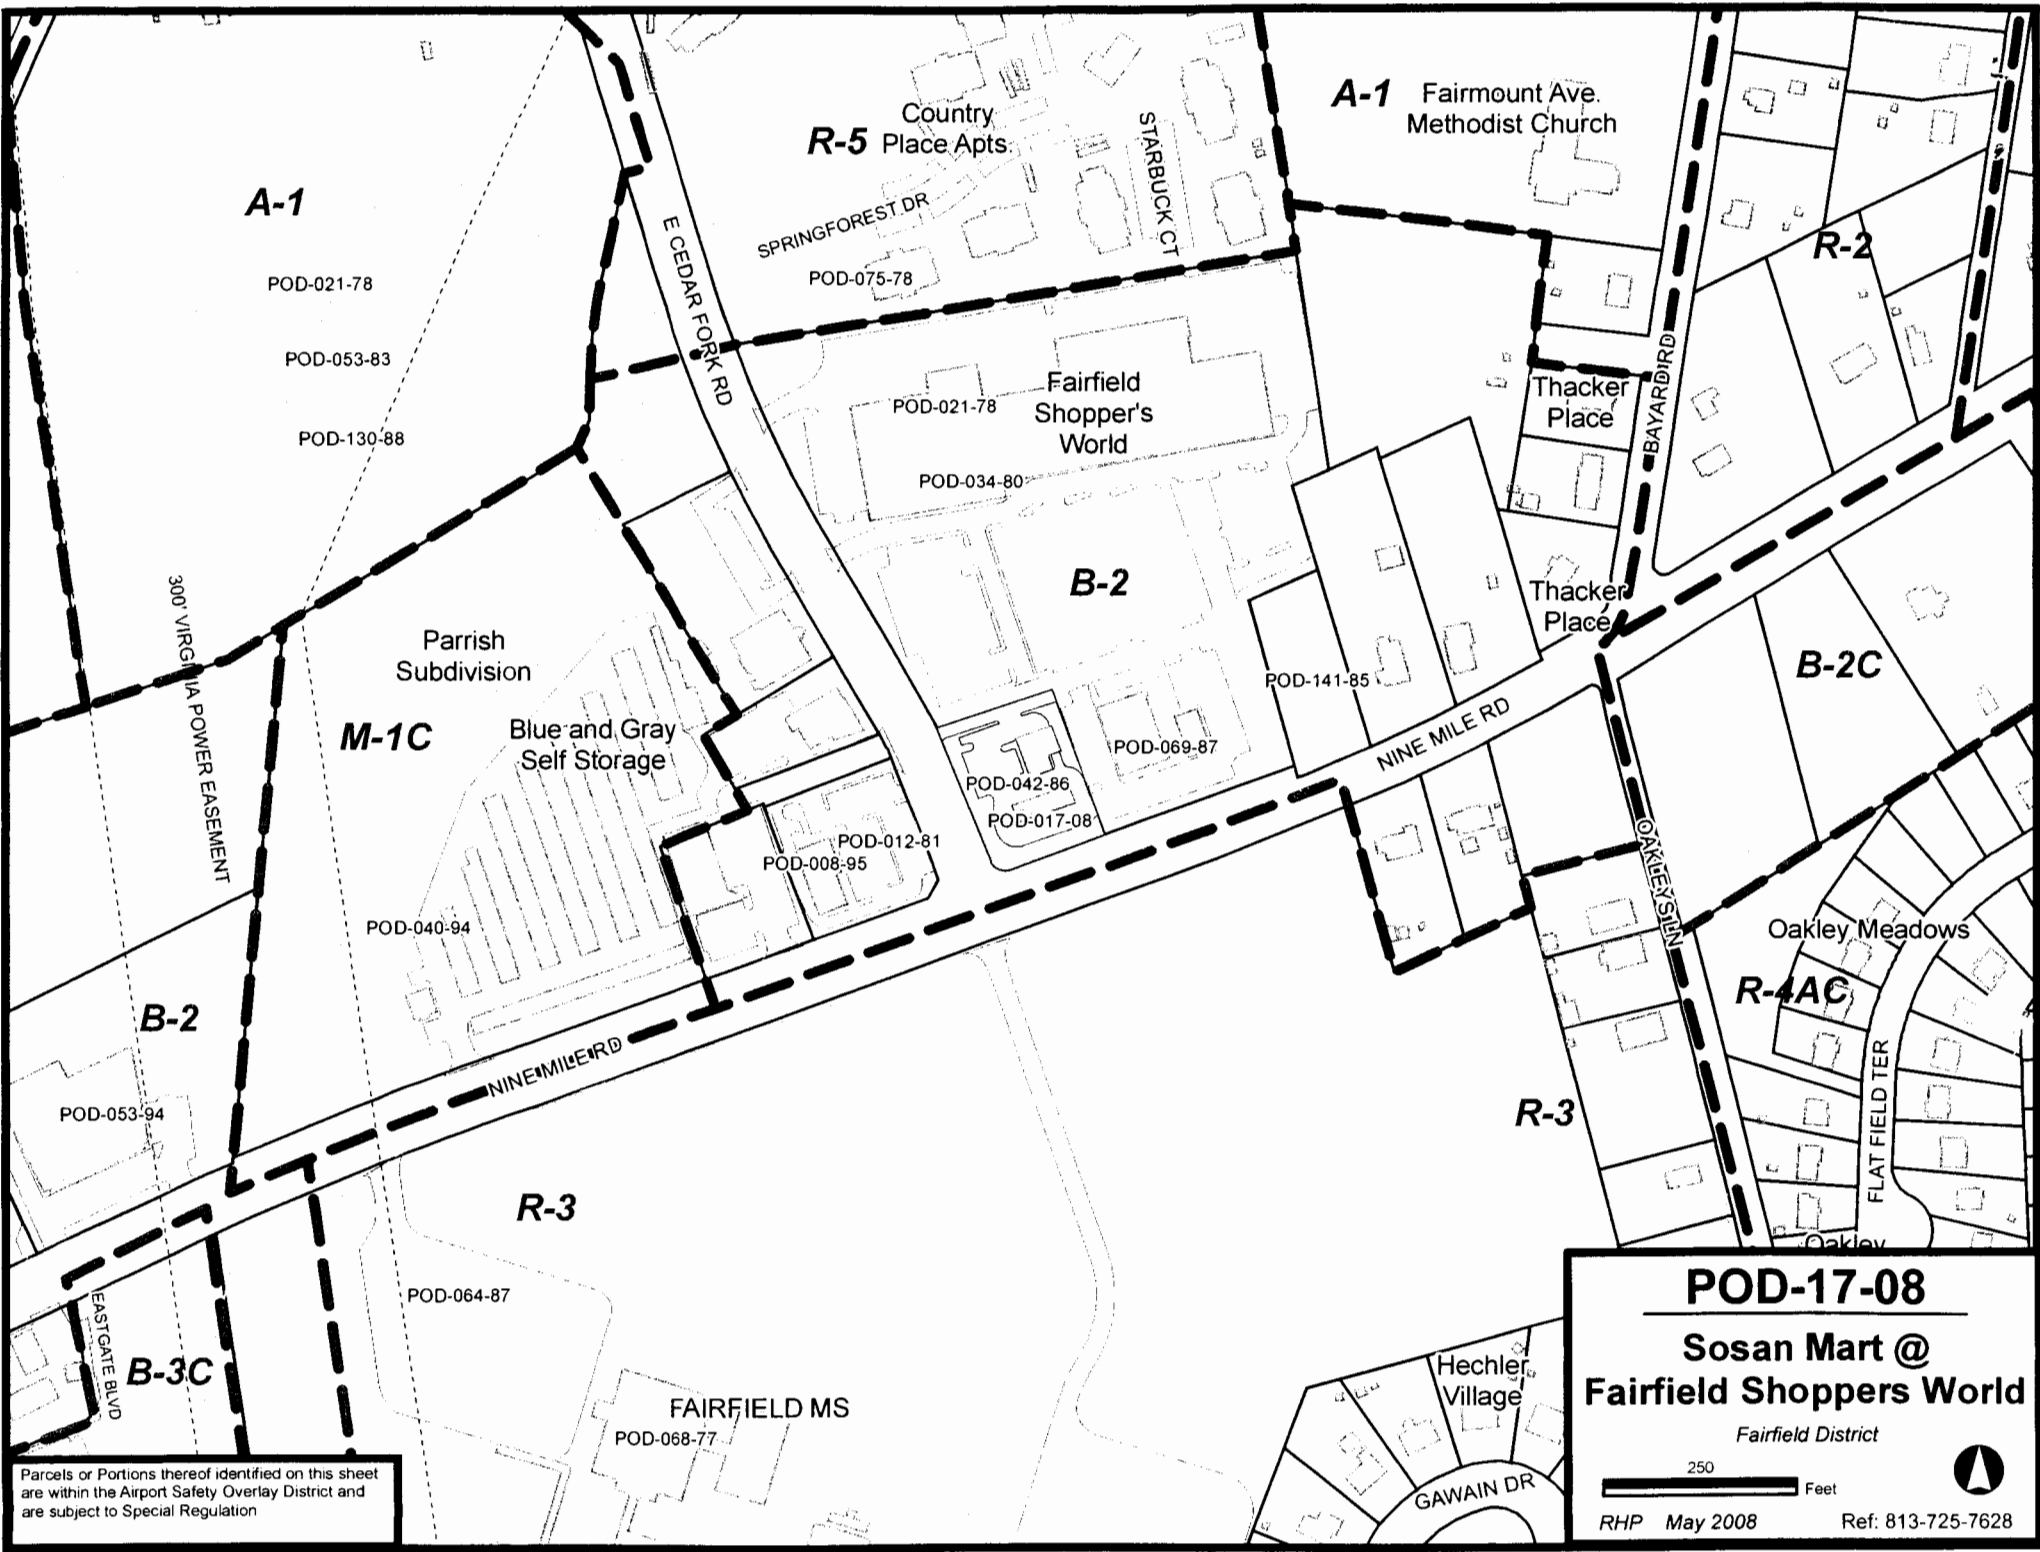 A-1
POD-021-78
POD-053-83
POD-130-88
E CEDAR FORK RD
R-5
Country
Place Apts.
SPRINGFOREST DR
STARBUCK CT
POD-075-78
A-1
Fairmount Ave.
Methodist Church
R-2
BAYARD RD
Thacker
Place
Fairfield
Shopper's
World
POD-021-78
POD-034-80
B-2
Thacker
Place
B-2C
300' VIRGINIA POWER EASEMENT
Parrish
Subdivision
M-1C
Blue and Gray
Self Storage
POD-141-85
POD-069-87
NINE MILE RD
POD-042-86
POD-017-08
POD-012-81
POD-008-95
OAKLEYS LN
POD-040-94
Oakley Meadows
R-4AC
B-2
NINE MILE RD
POD-053-94
R-3
FLAT FIELD TER
R-3
Oakley
POD-064-87
EASTGATE BLVD
B-3C
FAIRFIELD MS
POD-068-77
Hechler
Village
GAWAIN DR
Parcels or Portions thereof identified on this sheet
are within the Airport Safety Overlay District and
are subject to Special Regulation
POD-17-08
Sosan Mart @
Fairfield Shoppers World
Fairfield District
250
Feet
RHP May 2008 Ref: 813-725-7628